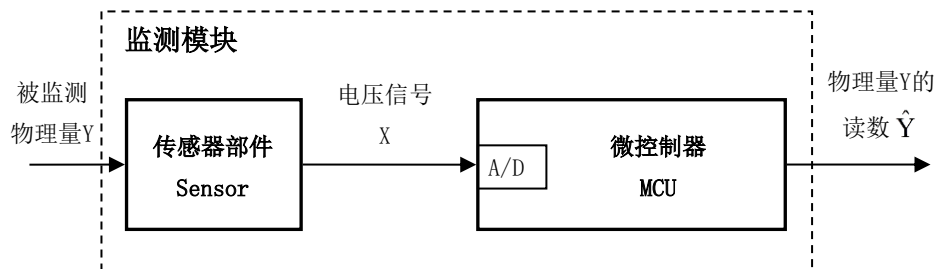 监测模块
被监测
物理量Y
传感器部件
Sensor
电压信号
X
A/D
微控制器
MCU
物理量Y的
读数 Ŷ